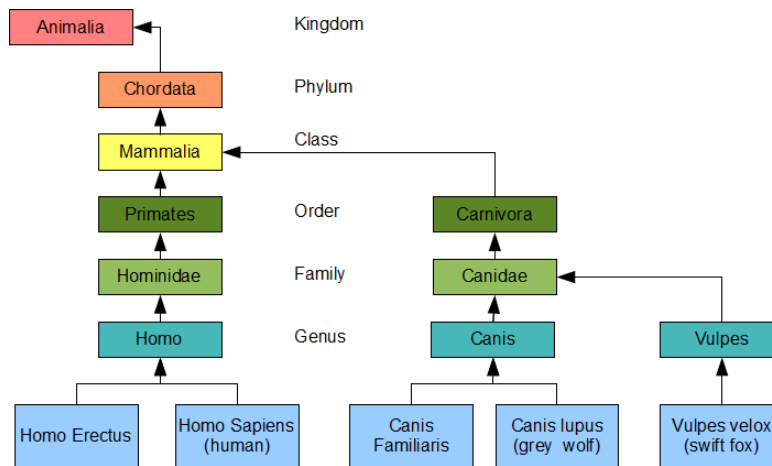 Animalia
Kingdom
Chordata
Phylum
Mammalia
Class
Primates
Order
Carnivora
Hominidae
Family
Canidae
Homo
Genus
Canis
Vulpes
Homo Erectus
Homo Sapiens
(human)
Canis
Familiaris
Canis lupus
(grey wolf)
Vulpes velox
(swift fox)